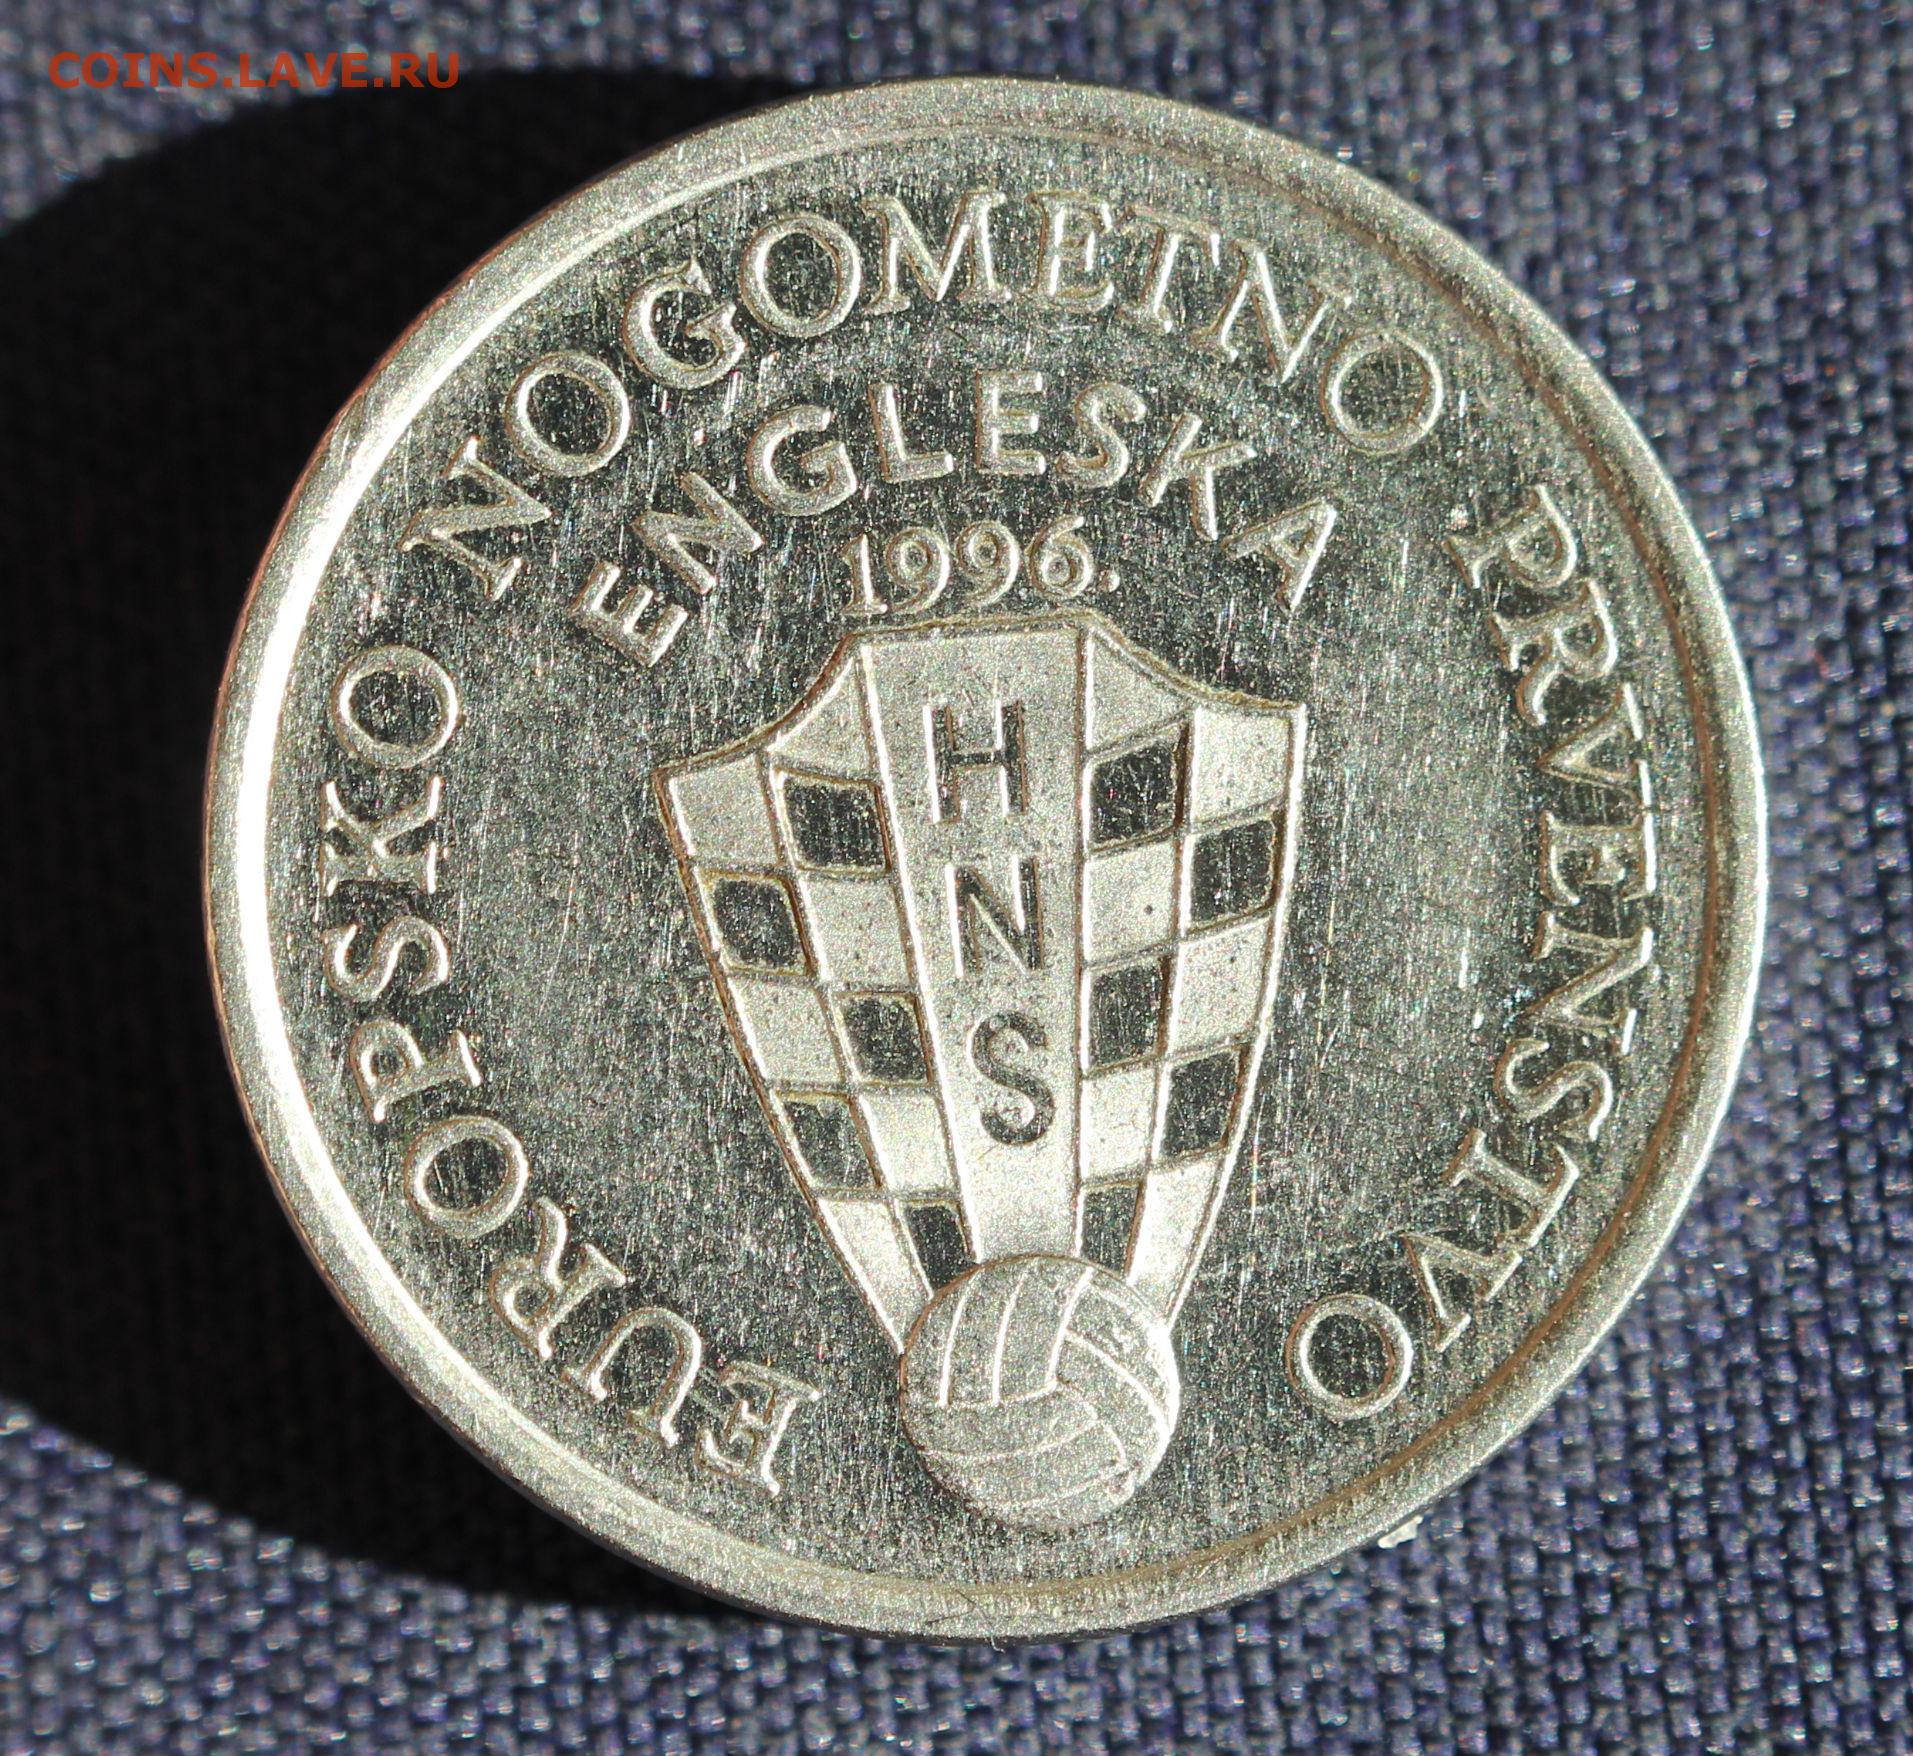 COINS.LAVE.RU
EUROPSKO NOGOMETNO PRVENSTVO
ENGLESKA
1996.
H
N
S